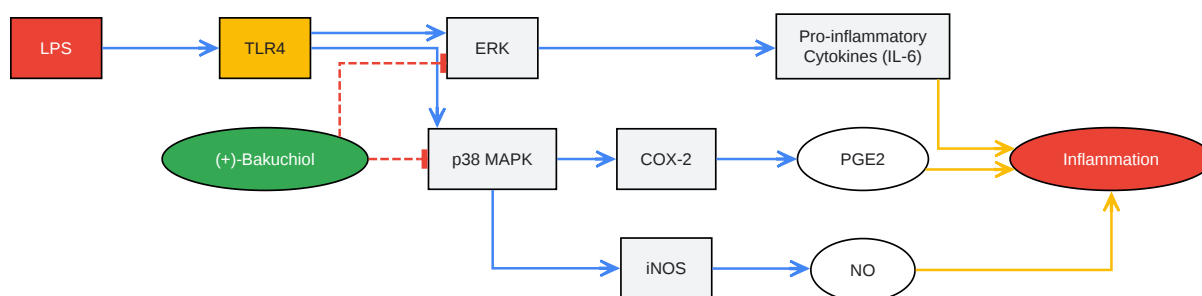 LPS
TLR4
ERK
Pro-inflammatory
Cytokines (IL-6)
(+)-Bakuchiol
p38 MAPK
COX-2
PGE2
Inflammation
iNOS
NO